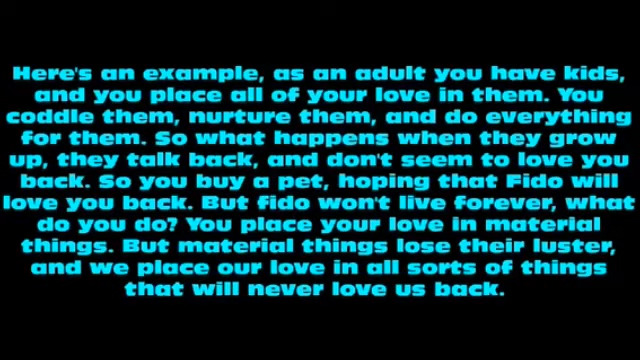 Here's an example, as an adult you have kids,
and you place all of your love in them. You
coddle them, nurture them, and do everything
for them. So what happens when they grow
up, they talk back, and don't seem to love you
back. So you buy a pet, hoping that Fido will
love you back. But fido won't live forever, what
do you do? You place your love in material
things. But material things lose their luster,
and we place our love in all sorts of things
that will never love us back.